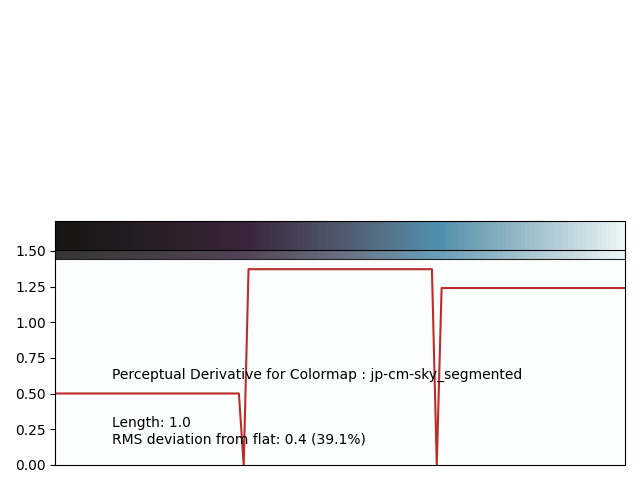 1.50
1.25
1.00
0.75
Perceptual Derivative for Colormap : jp-cm-sky_segmented
0.50
Length: 1.0
0.25
RMS deviation from flat: 0.4 (39.1%)
0.00